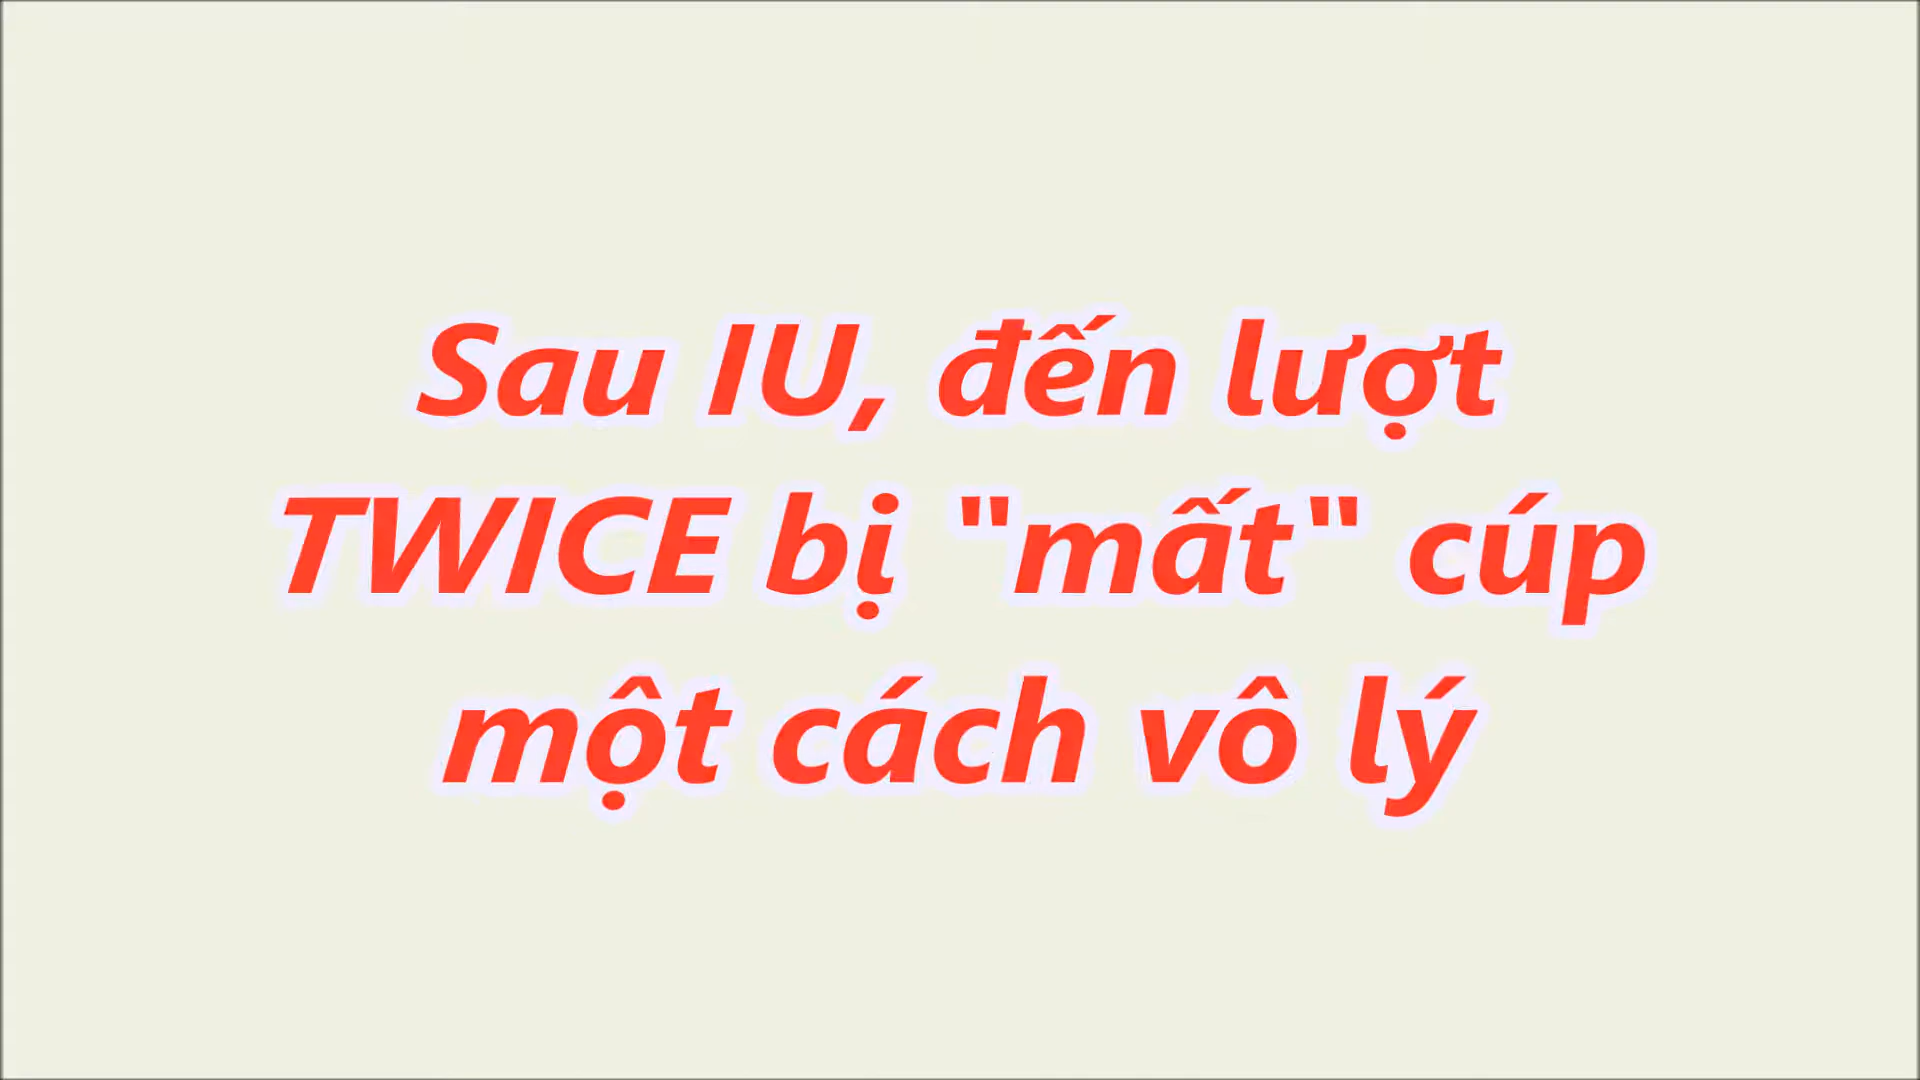 Sau IU, đến lượt
TWICE bị "mất" cúp
một cách vô lý